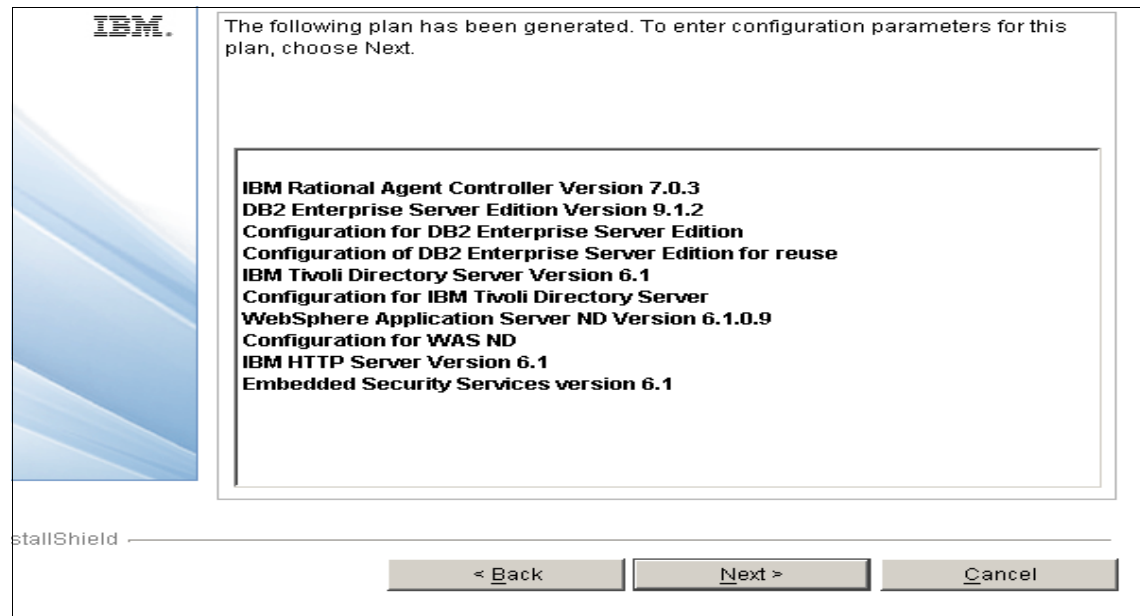 IBM.
The following plan has been generated. To enter configuration parameters for this
plan, choose Next.
IBM Rational Agent Controller Version 7.0.3
DB2 Enterprise Server Edition Version 9.1.2
Configuration for DB2 Enterprise Server Edition
Configuration of DB2 Enterprise Server Edition for reuse
IBM Tivoli Directory Server Version 6.1
Configuration for IBM Tivoli Directory Server
WebSphere Application Server ND Version 6.1.0.9
Configuration for WAS ND
IBM HTTP Server Version 6.1
Embedded Security Services version 6.1
stallShield
< Back
Next >
Cancel